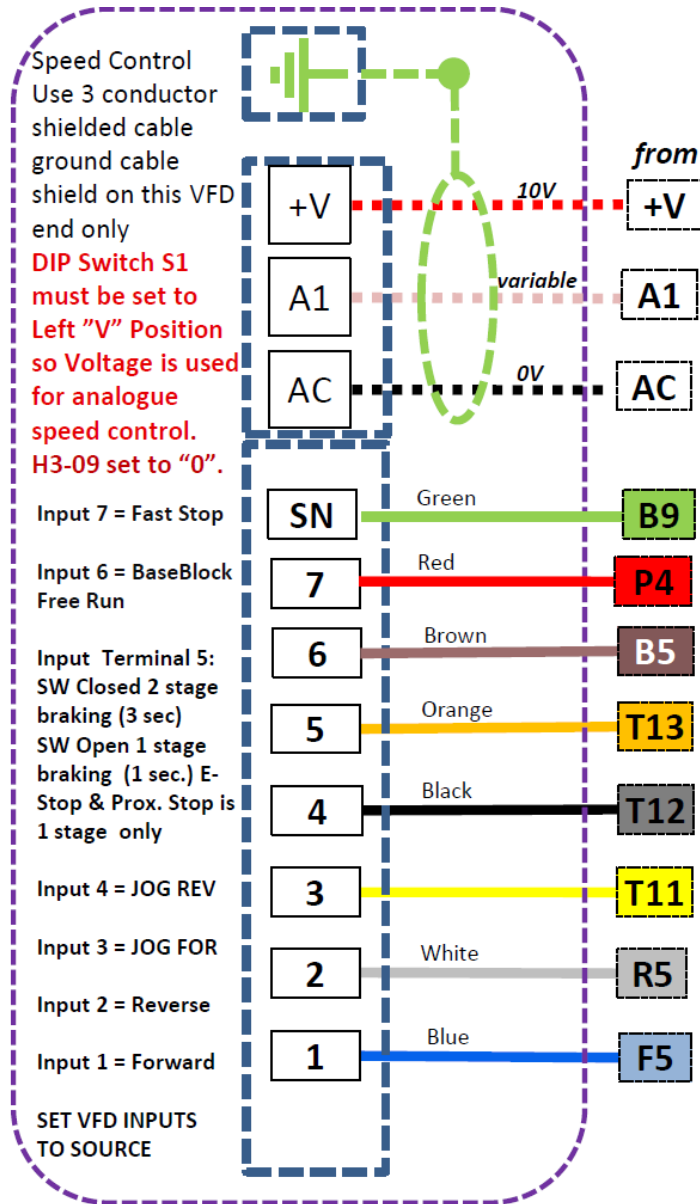 Speed Control
Use 3 conductor
shielded cable
ground cable
shield on this VFD
end only
DIP Switch S1
must be set to
Left ”V” Position
so Voltage is used
for analogue
speed control.
H3-09 set to “0”.
from
+V
10V
+V
A1
variable
A1
AC
0V
AC
Input 7 = Fast Stop
SN
Green
B9
Input 6 = BaseBlock
Free Run
7
Red
P4
6
Brown
B5
Input  Terminal 5:
SW Closed 2 stage
braking (3 sec)
SW Open 1 stage
braking  (1 sec.) E-
Stop & Prox. Stop is
1 stage  only
5
Orange
T13
4
Black
T12
Input 4 = JOG REV
3
T11
Input 3 = JOG FOR
2
White
R5
Input 2 = Reverse
Input 1 = Forward
1
Blue
F5
SET VFD INPUTS
TO SOURCE